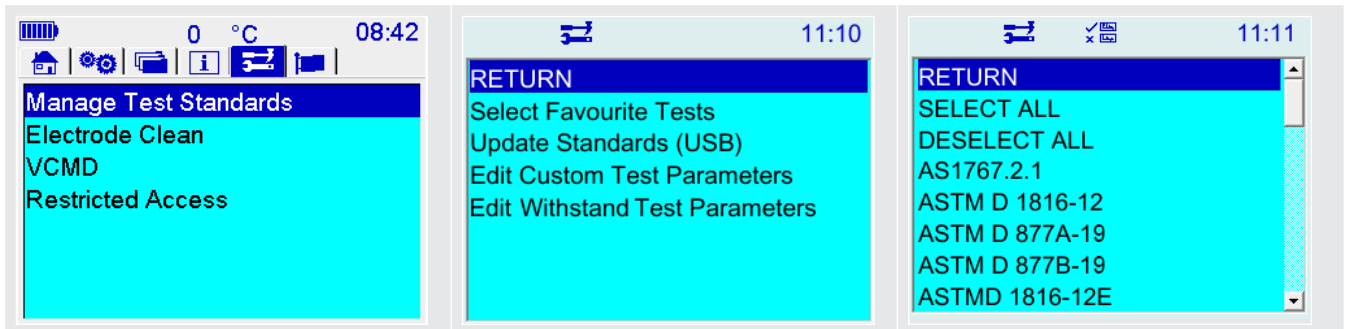 0 °C 08:42
Manage Test Standards
Electrode Clean
VCMD
Restricted Access
11:10
RETURN
Select Favourite Tests
Update Standards (USB)
Edit Custom Test Parameters
Edit Withstand Test Parameters
11:11
RETURN
SELECT ALL
DESELECT ALL
AS1767.2.1
ASTM D 1816-12
ASTM D 877A-19
ASTM D 877B-19
ASTMD 1816-12E